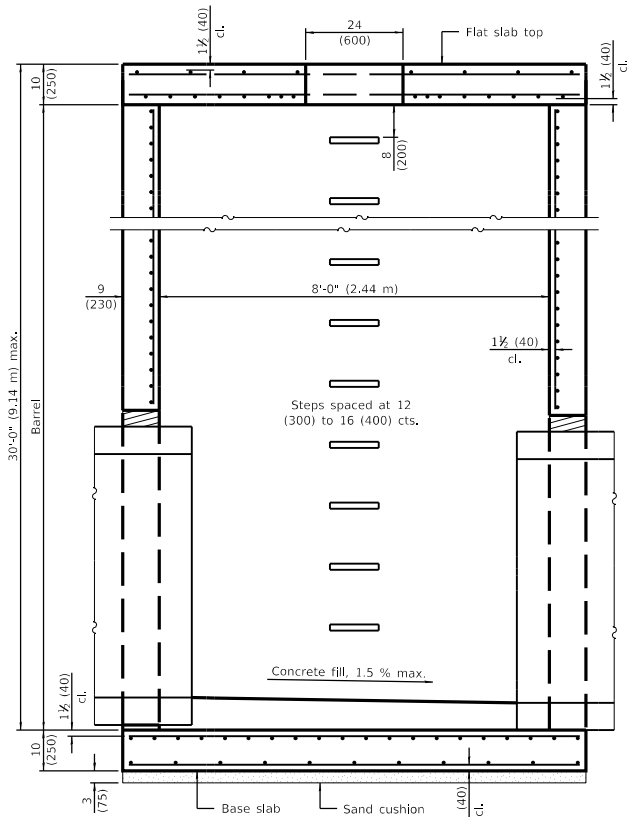 24
(600)
Flat slab top
1½ (40)
cl.
10
(250)
1½ (40)
cl.
8
(200)
9
(230)
8'-0" (2.44 m)
1½ (40)
cl.
30'-0" (9.14 m) max.
Barrel
Steps spaced at 12
(300) to 16 (400) cts.
Concrete fill, 1.5 % max.
1½ (40)
cl.
10
(250)
3
(75)
Base slab
Sand cushion
(40)
cl.